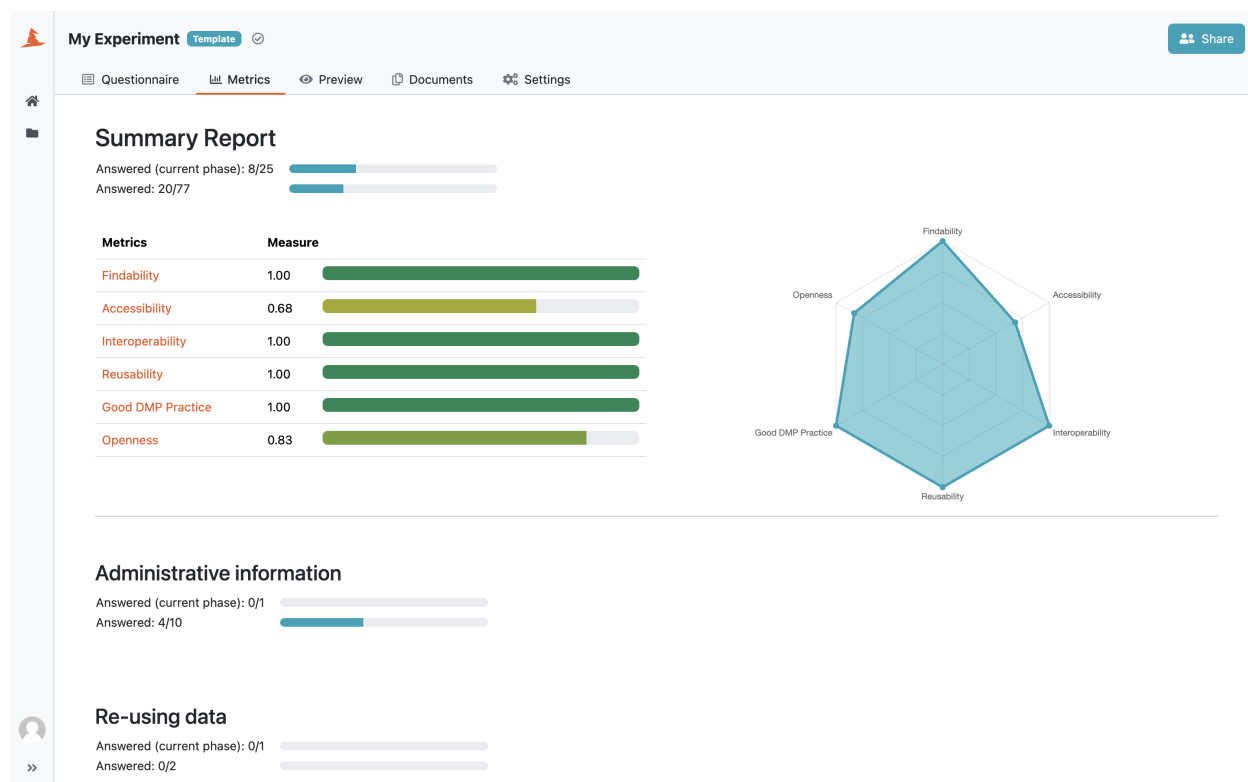 My Experiment Template
Share
Questionnaire Metrics Preview Documents Settings
Summary Report
Answered (current phase): 8/25
Answered: 20/77
Metrics Measure
Findability 1.00
Accessibility 0.68
Interoperability 1.00
Reusability 1.00
Good DMP Practice 1.00
Openness 0.83
Findability
Openness Accessibility
Good DMP Practice Interoperability
Reusability
Administrative information
Answered (current phase): 0/1
Answered: 4/10
Re-using data
Answered (current phase): 0/1
Answered: 0/2